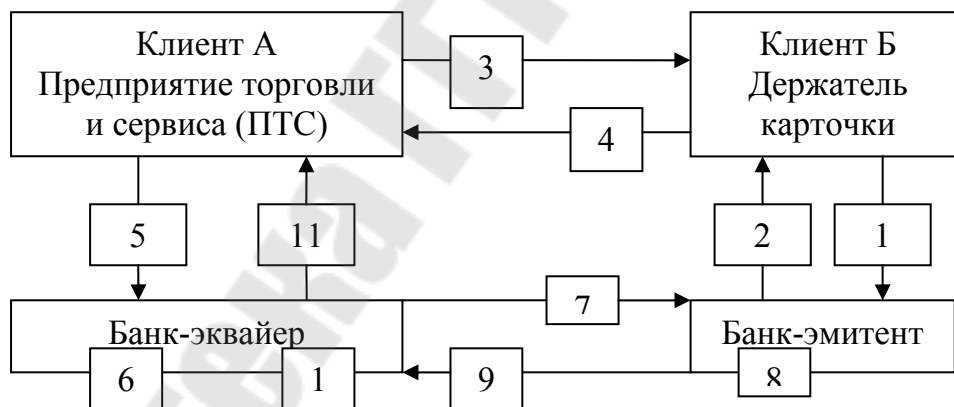 Клиент А
Предприятие торговли
и сервиса (ПТС)
3
Клиент Б
Держатель
карточки
4
5
11
2
1
Банк-эквайер
7
Банк-эмитент
6
1
9
8